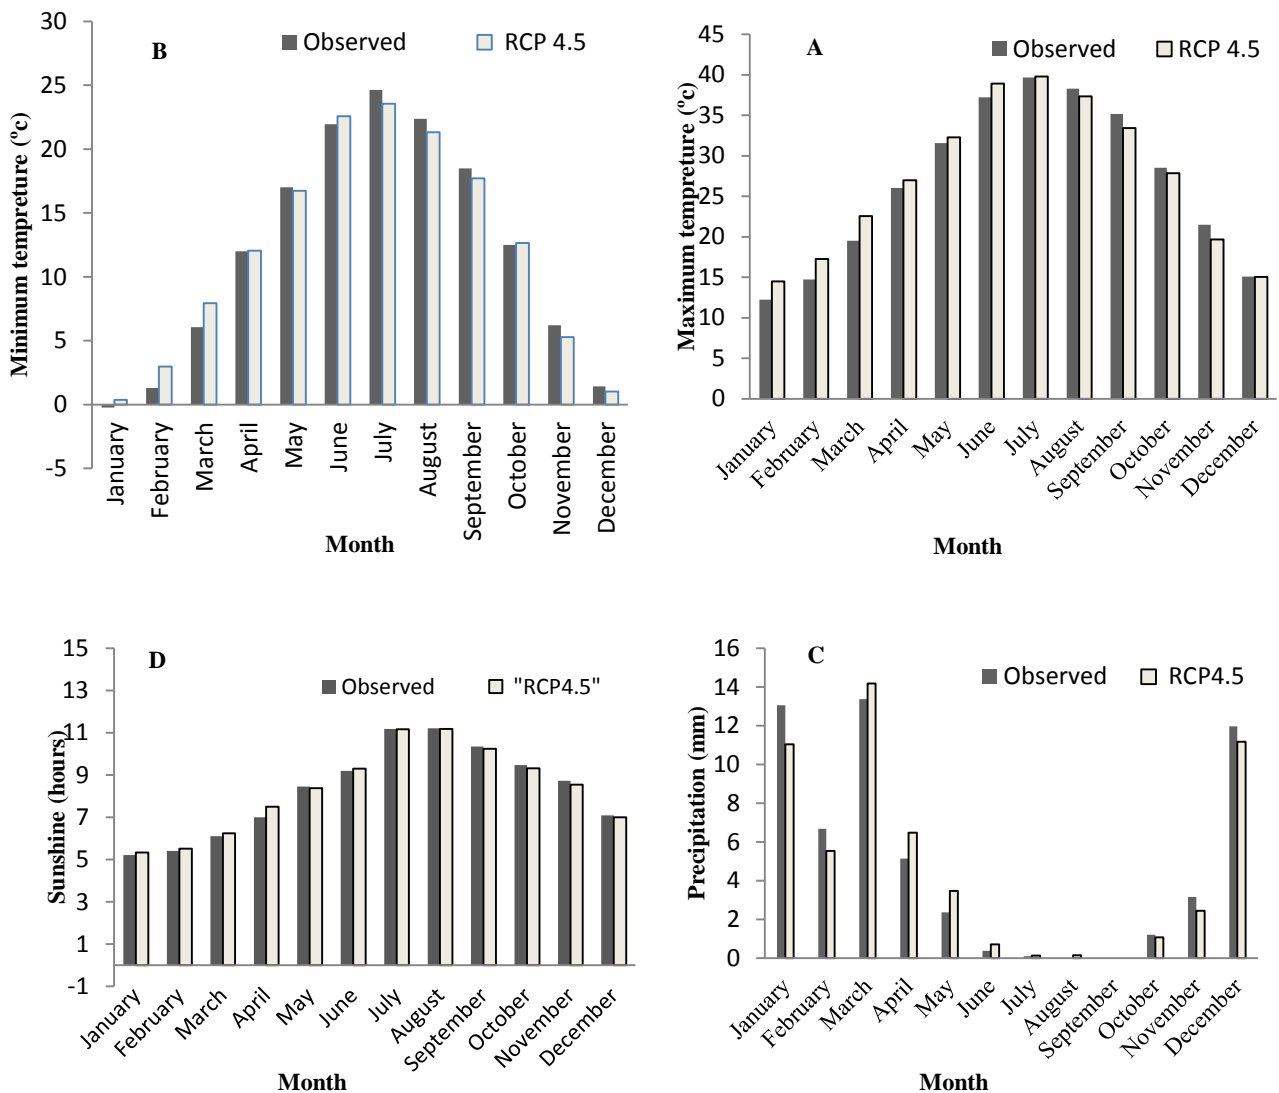 B
Observed
RCP 4.5
Minimum tempreture (ºc)
30
25
20
15
10
5
0
-5
January
February
March
April
May
June
July
August
September
October
November
December
Month
A
Observed
RCP 4.5
Maximum tempreture (ºc)
45
40
35
30
25
20
15
10
5
0
January
February
March
April
May
June
July
August
September
October
November
December
Month
D
Observed
"RCP4.5"
Sunshine (hours)
15
13
11
9
7
5
3
1
-1
January
February
March
April
May
June
July
August
September
October
November
December
Month
C
Observed
RCP4.5
Precipitation (mm)
16
14
12
10
8
6
4
2
0
January
February
March
April
May
June
July
August
September
October
November
December
Month